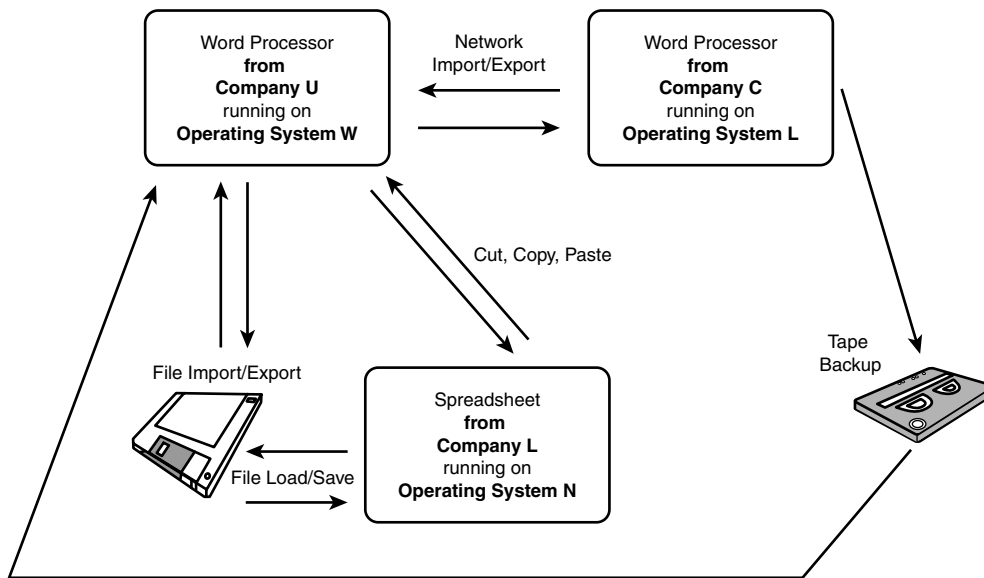 Word Processor
from
Company U
running on
Operating System W
Network
Import/Export
Word Processor
from
Company C
running on
Operating System L
Cut, Copy, Paste
Tape
Backup
File Import/Export
Spreadsheet
from
Company L
running on
Operating System N
File Load/Save